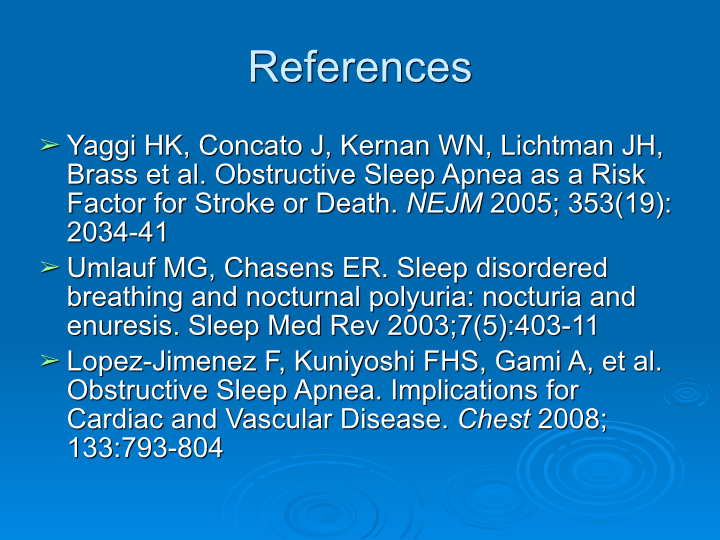 References
➢ Yaggi HK, Concato J, Kernan WN, Lichtman JH,
Brass et al. Obstructive Sleep Apnea as a Risk
Factor for Stroke or Death. NEJM 2005; 353(19):
2034-41
➢ Umlauf MG, Chasens ER. Sleep disordered
breathing and nocturnal polyuria: nocturia and
enuresis. Sleep Med Rev 2003;7(5):403-11
➢ Lopez-Jimenez F, Kuniyoshi FHS, Gami A, et al.
Obstructive Sleep Apnea. Implications for
Cardiac and Vascular Disease. Chest 2008;
133:793-804